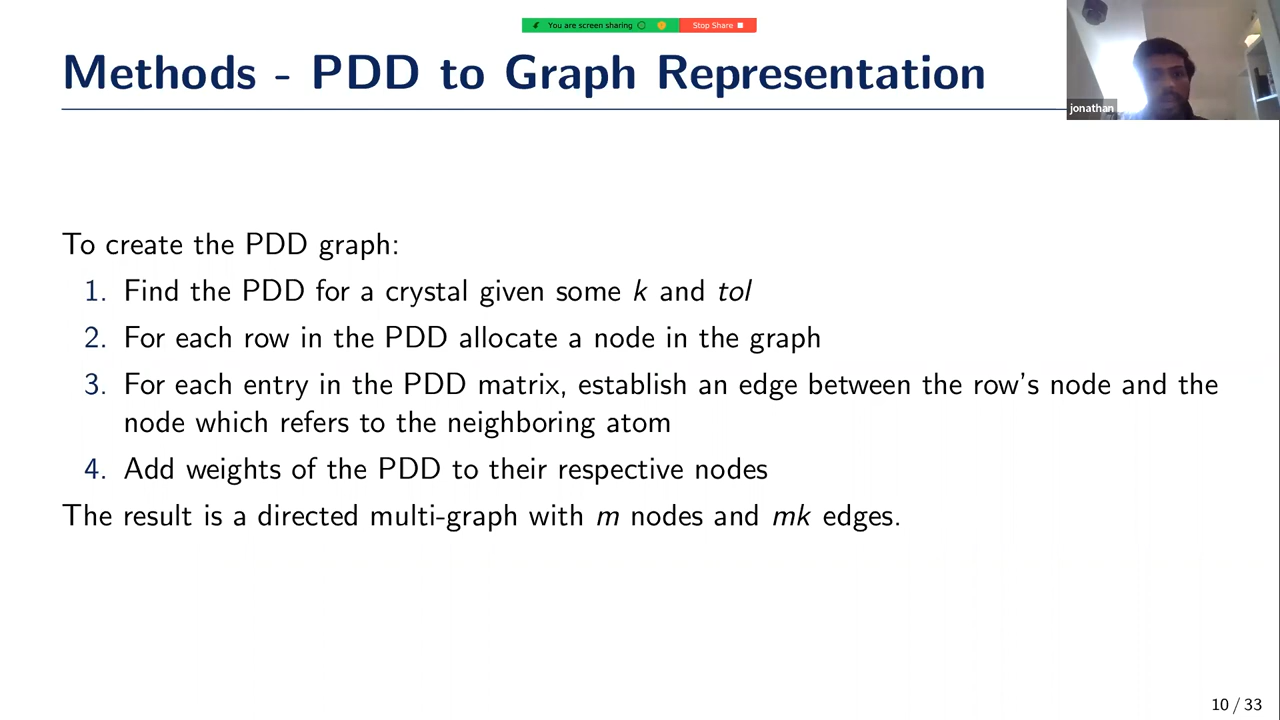 You are screen sharing
Stop Share
Methods - PDD to Graph Representation
jonathan
To create the PDD graph:
1. Find the PDD for a crystal given some k and tol
2. For each row in the PDD allocate a node in the graph
3. For each entry in the PDD matrix, establish an edge between the row's node and the
node which refers to the neighboring atom
4. Add weights of the PDD to their respective nodes
The result is a directed multi-graph with m nodes and mk edges.
10 / 33